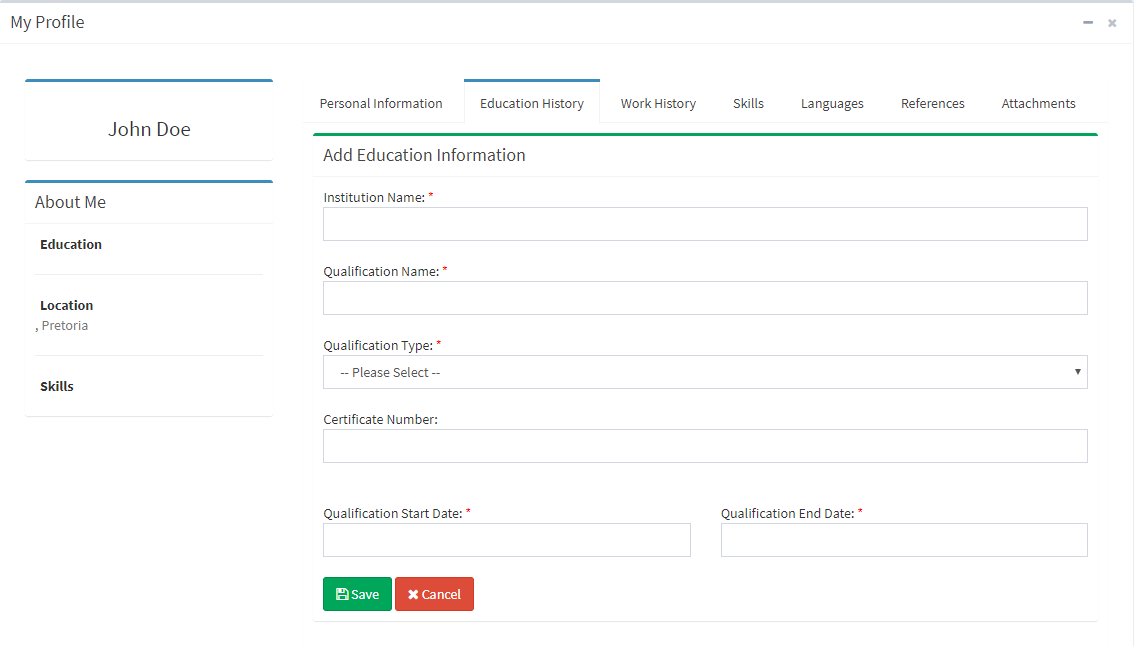 My Profile
John Doe
About Me
Education
Location
, Pretoria
Skills
Personal Information Education History Work History Skills Languages References Attachments
Add Education Information
Institution Name: *
Qualification Name: *
Qualification Type: *
-- Please Select --
Certificate Number:
Qualification Start Date: * Qualification End Date: *
Save Cancel